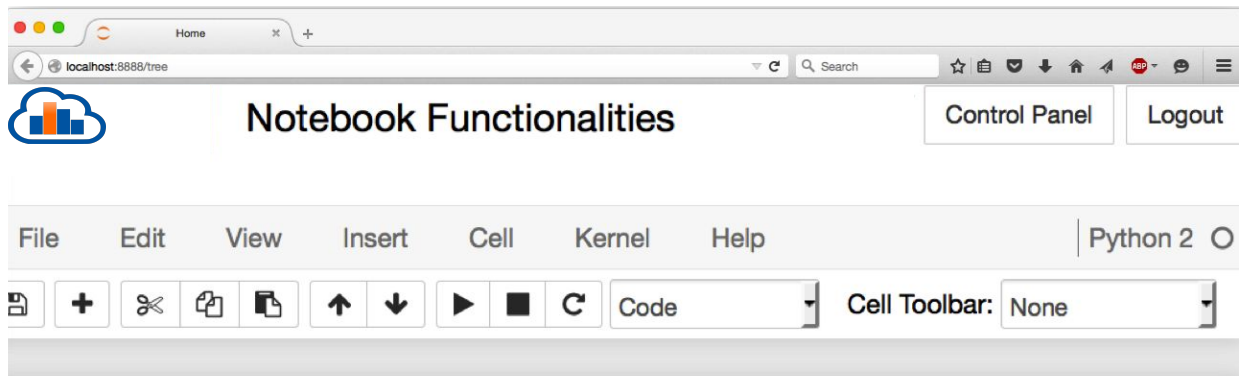 Home
localhost:8888/tree Search ABP
Notebook Functionalities Control Panel Logout
File Edit View Insert Cell Kernel Help Python 2
Code Cell Toolbar: None